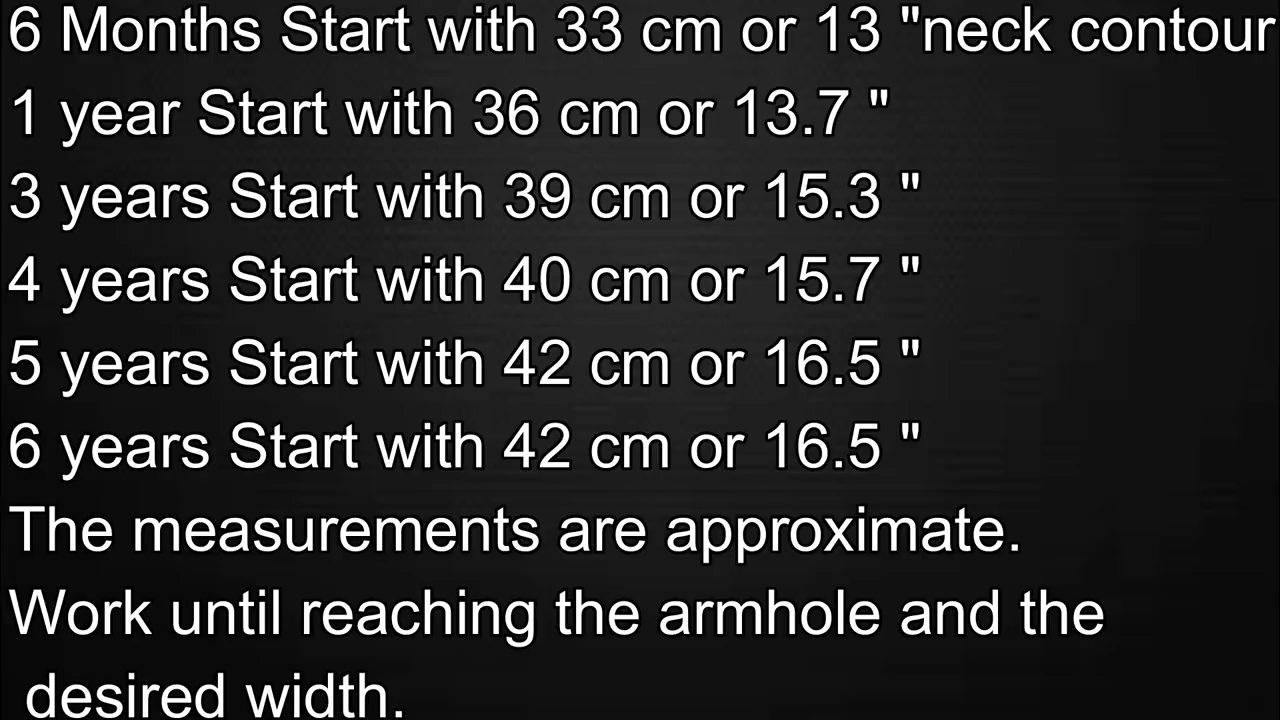 6 Months Start with 33 cm or 13 "neck contour
1 year Start with 36 cm or 13.7 "
3 years Start with 39 cm or 15.3 "
4 years Start with 40 cm or 15.7 "
5 years Start with 42 cm or 16.5 "
6 years Start with 42 cm or 16.5 "
The measurements are approximate.
Work until reaching the armhole and the
desired width.